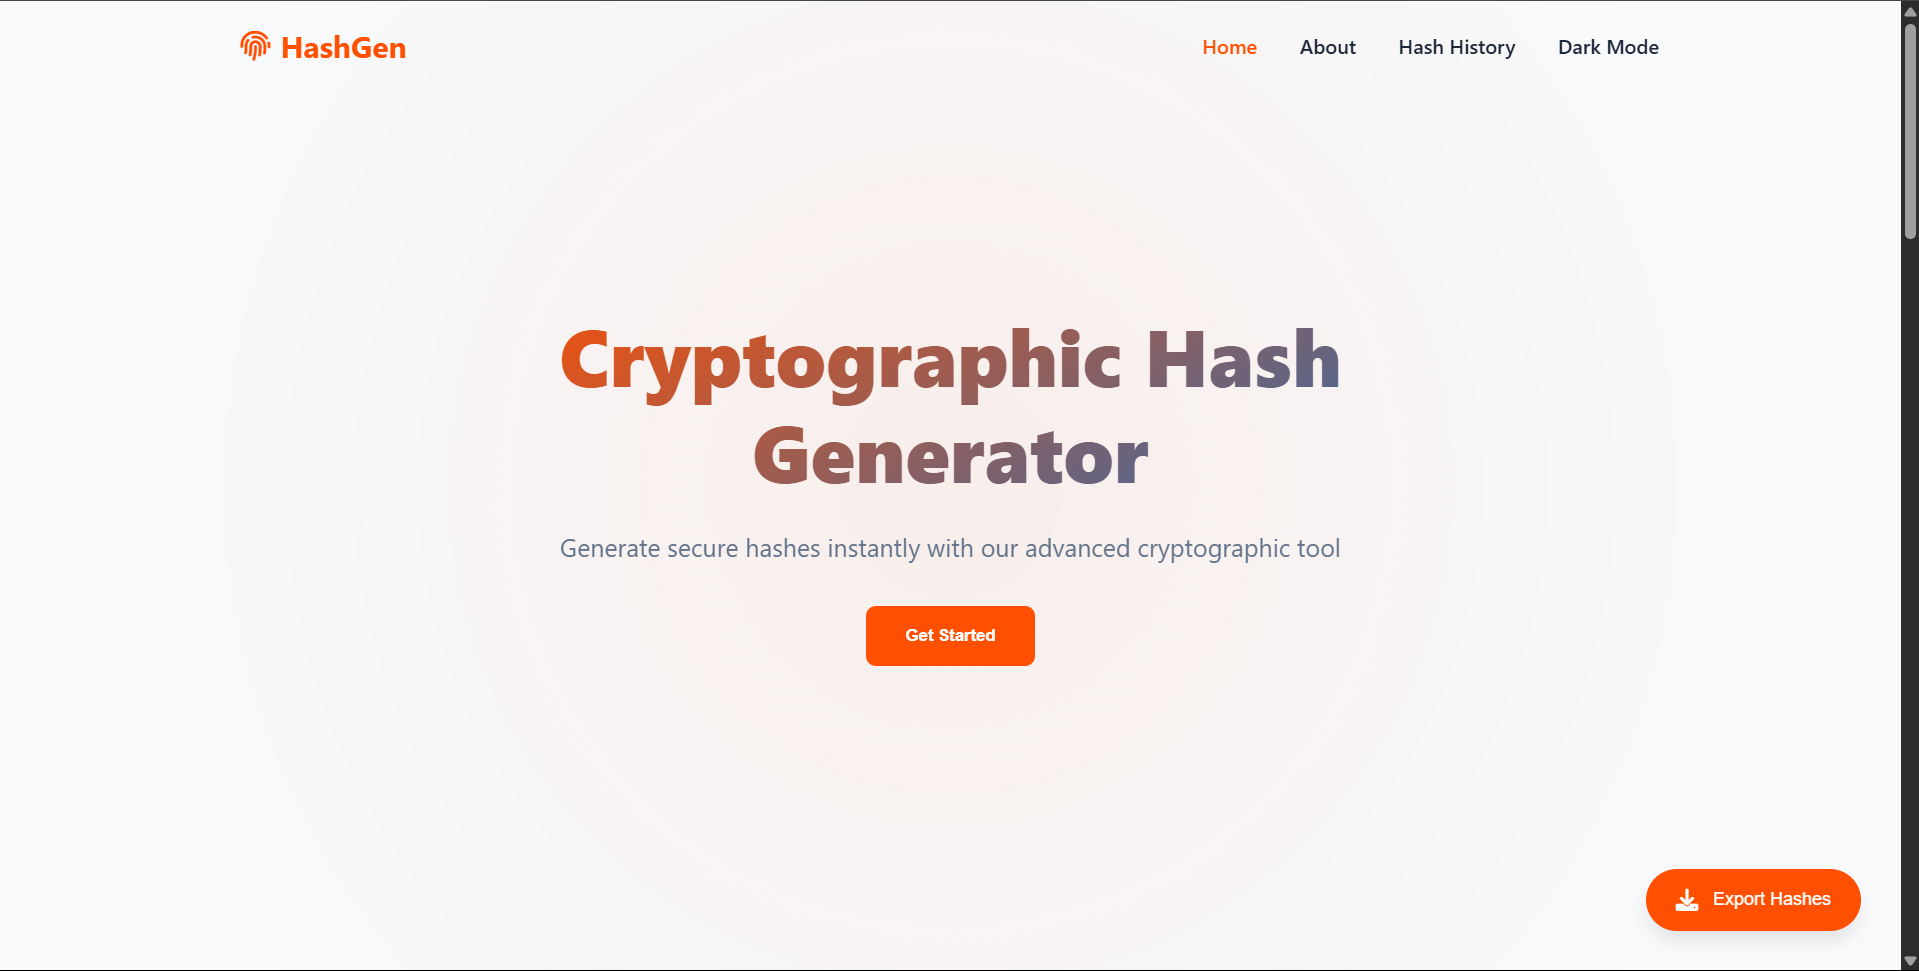 HashGen
Home
About
Hash History
Dark Mode
Cryptographic Hash
Generator
Generate secure hashes instantly with our advanced cryptographic tool
Get Started
Export Hashes